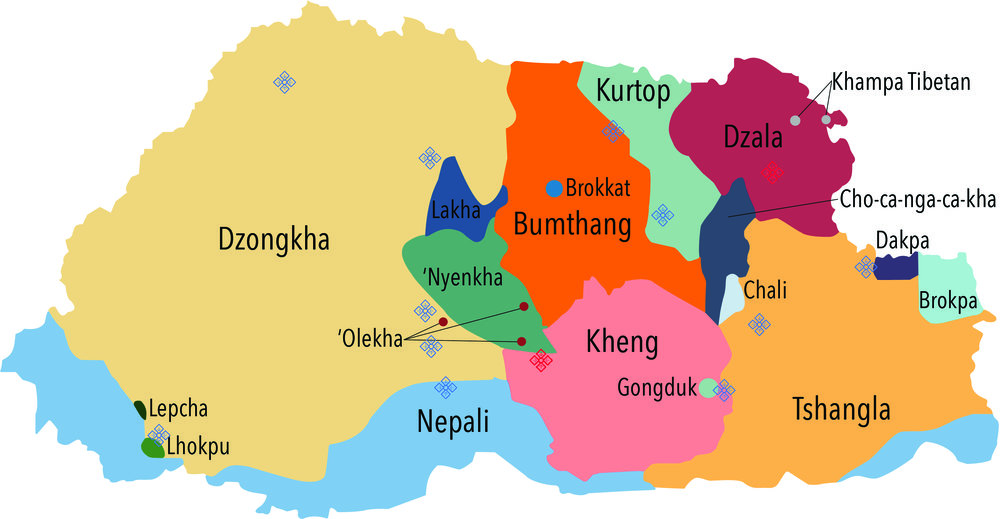 Khampa Tibetan
Kurtop
Dzala
Brokkat
Cho-ca-nga-ca-kha
Lakha
Bumthang
Dzongkha
Dakpa
'Nyenkha
Chali
Brokpa
'Olekha
Kheng
Gongduk
Lepcha
Tshangla
Nepali
Lhokpu